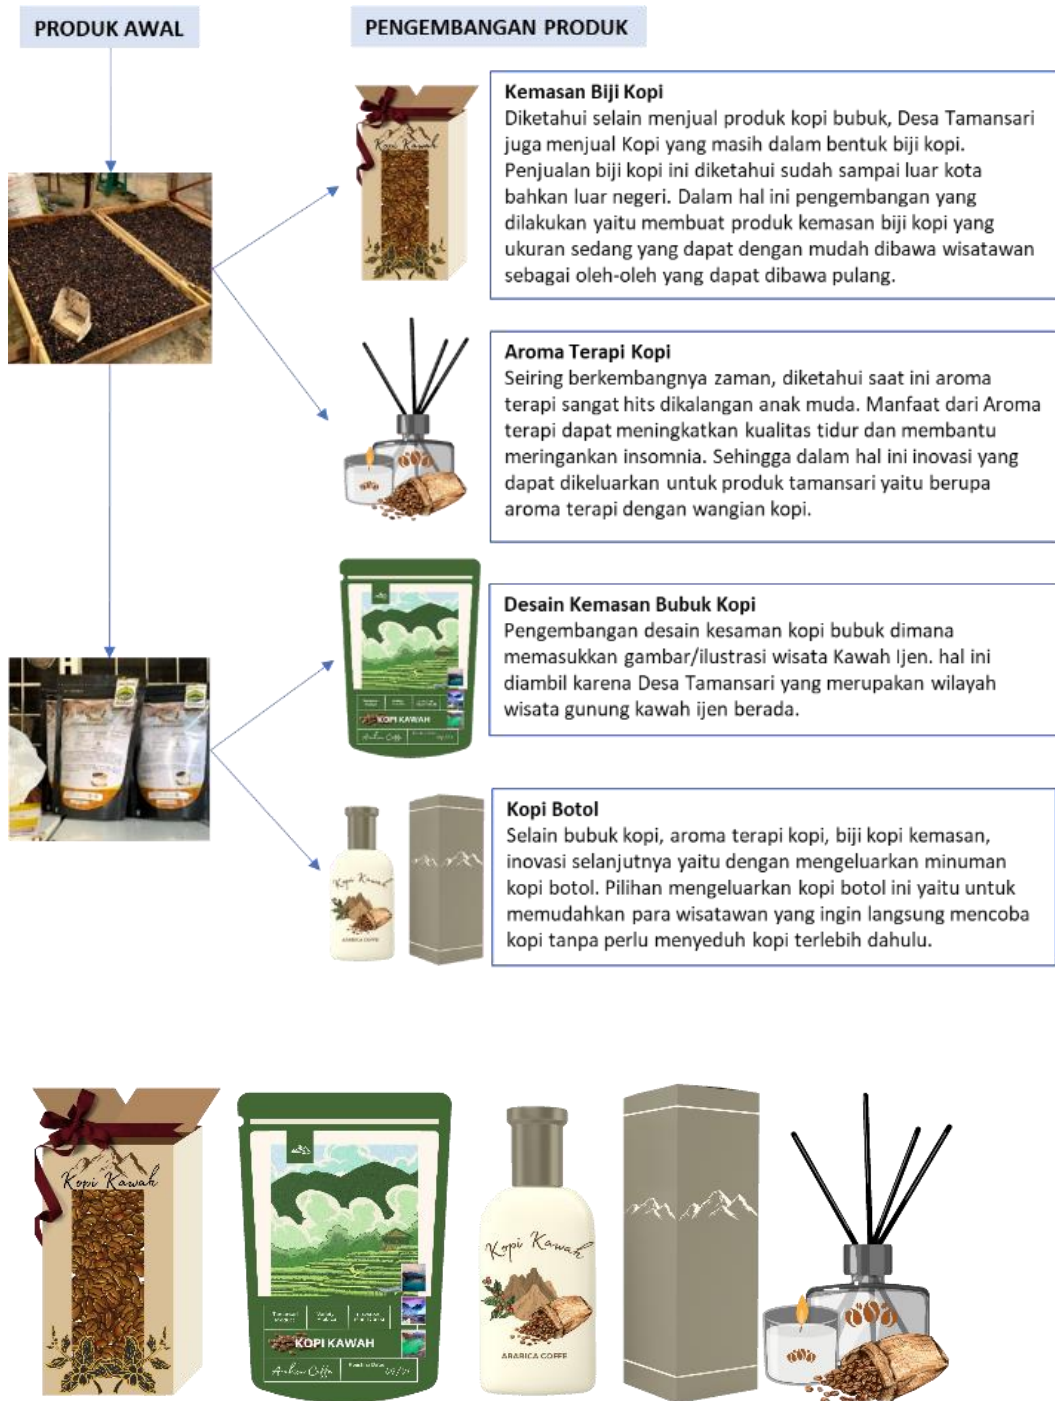 PRODUK AWAL
PENGEMBANGAN PRODUK
Kemasan Biji Kopi
Diketahui selain menjual produk kopi bubuk, Desa Tamansari
juga menjual Kopi yang masih dalam bentuk biji kopi.
Penjualan biji kopi ini diketahui sudah sampai luar kota
bahkan luar negeri. Dalam hal ini pengembangan yang
dilakukan yaitu membuat produk kemasan biji kopi yang
ukuran sedang yang dapat dengan mudah dibawa wisatawan
sebagai oleh-oleh yang dapat dibawa pulang.
Kopi Kawah
Aroma Terapi Kopi
Seiring berkembangnya zaman, diketahui saat ini aroma
terapi sangat hits dikalangan anak muda. Manfaat dari Aroma
terapi dapat meningkatkan kualitas tidur dan membantu
meringankan insomnia. Sehingga dalam hal ini inovasi yang
dapat dikeluarkan untuk produk tamansari yaitu berupa
aroma terapi dengan wangian kopi.
Desain Kemasan Bubuk Kopi
Pengembangan desain kesaman kopi bubuk dimana
memasukkan gambar/ilustrasi wisata Kawah Ijen. hal ini
diambil karena Desa Tamansari yang merupakan wilayah
wisata gunung kawah ijen berada.
KOPI KAWAH
Arabica Coffe
Kopi Botol
Selain bubuk kopi, aroma terapi kopi, biji kopi kemasan,
inovasi selanjutnya yaitu dengan mengeluarkan minuman
kopi botol. Pilihan mengeluarkan kopi botol ini yaitu untuk
memudahkan para wisatawan yang ingin langsung mencoba
kopi tanpa perlu menyeduh kopi terlebih dahulu.
Kopi Kawah
ARABICA COFFE
Kopi Kawah
Tamansari
KOPI KAWAH
Arabica Coffe
Kopi Kawah
ARABICA COFFE